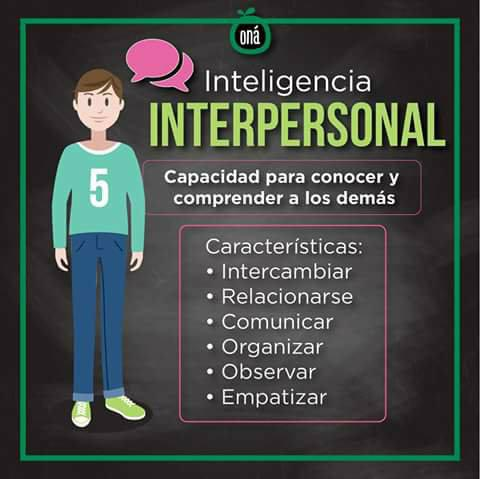 oná
Inteligencia
INTERPERSONAL
Capacidad para conocer y
comprender a los demás
5
Características:
• Intercambiar
• Relacionarse
• Comunicar
• Organizar
• Observar
• Empatizar